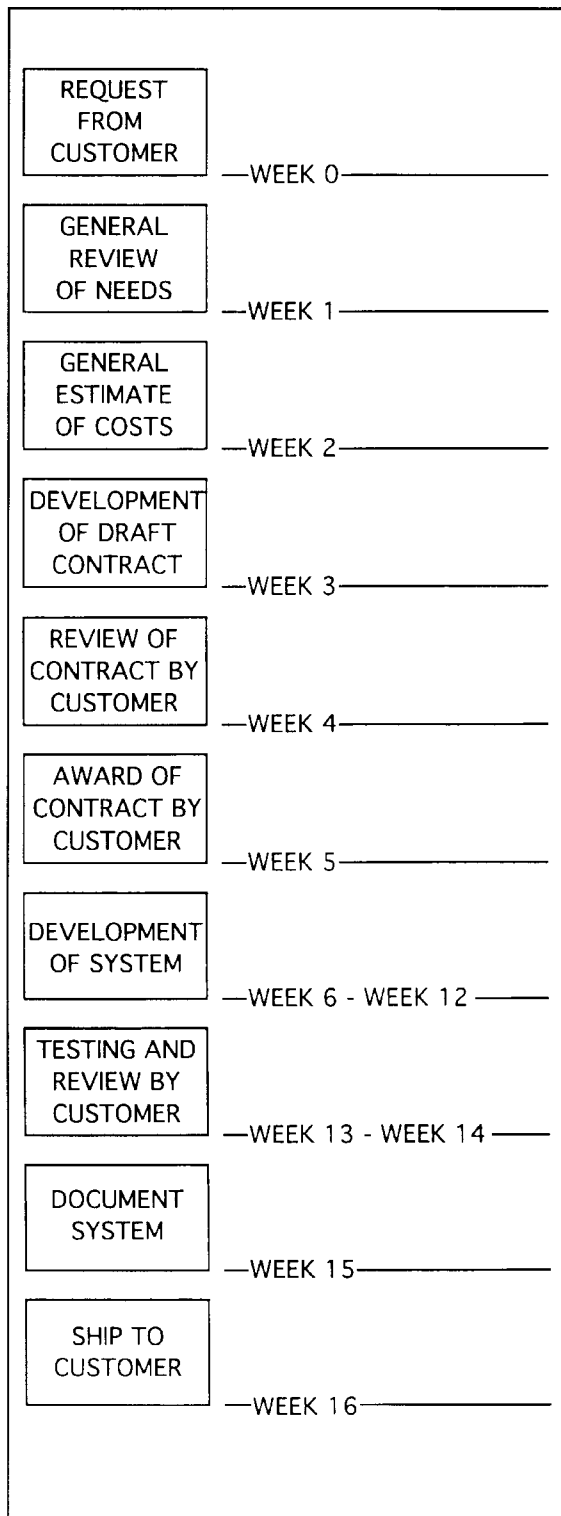 REQUEST
FROM
CUSTOMER
WEEK 0
GENERAL
REVIEW
OF NEEDS
WEEK 1
GENERAL
ESTIMATE
OF COSTS
WEEK 2
DEVELOPMENT
OF DRAFT
CONTRACT
WEEK 3
REVIEW OF
CONTRACT BY
CUSTOMER
WEEK 4
AWARD OF
CONTRACT BY
CUSTOMER
WEEK 5
DEVELOPMENT
OF SYSTEM
WEEK 6 - WEEK 12
TESTING AND
REVIEW BY
CUSTOMER
WEEK 13 - WEEK 14
DOCUMENT
SYSTEM
WEEK 15
SHIP TO
CUSTOMER
WEEK 16